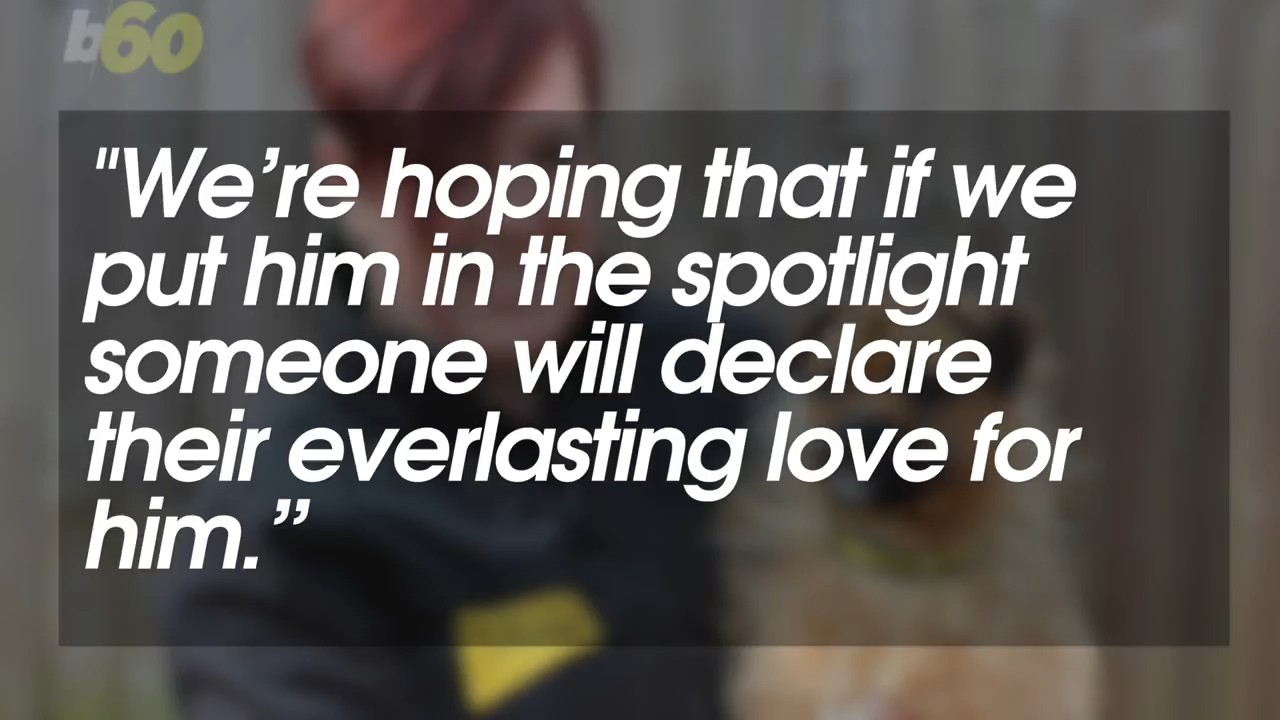 b60
"We’re hoping that if we
put him in the spotlight
someone will declare
their everlasting love for
him.”